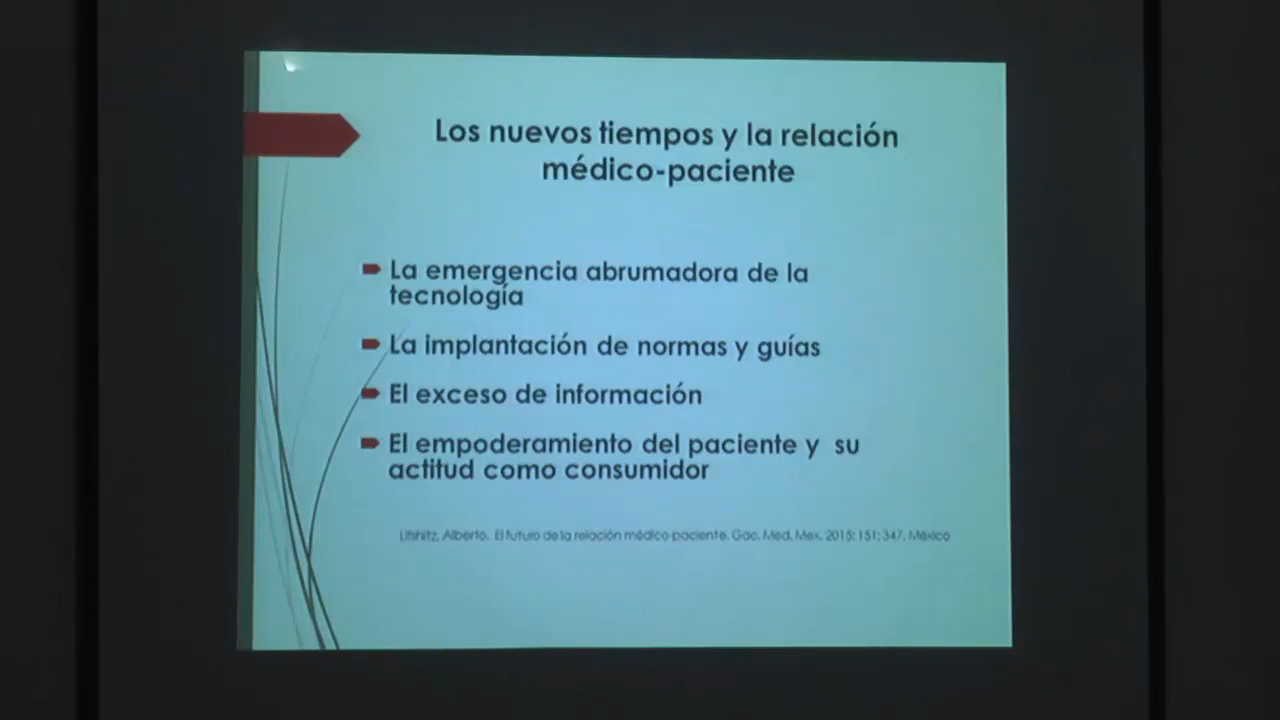 Los nuevos tiempos y la relación
médico-paciente
La emergencia abrumadora de la
tecnología
La implantación de normas y guías
El exceso de información
El empoderamiento del paciente y su
actitud como consumidor
Lifshitz, Alberto. El futuro de la relación médico paciente. Gac. Med. Mex. 2015; 151: 347. México